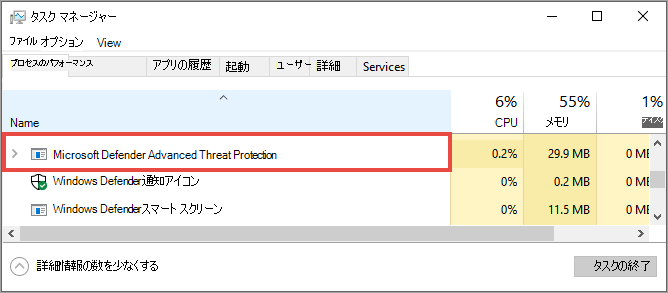 タスク マネージャー
ファイル オプション View
プロセスのパフォーマンス アプリの履歴 起動 ユーザー 詳細 Services
6% 55% 1%
Name CPU メモリ
Microsoft Defender Advanced Threat Protection 0.2% 29.9 MB 0 MB
Windows Defender通知アイコン 0% 0.2 MB 0 MB
Windows Defenderスマート スクリーン 0% 11.5 MB 0 MB
詳細情報の数を少なくする タスクの終了